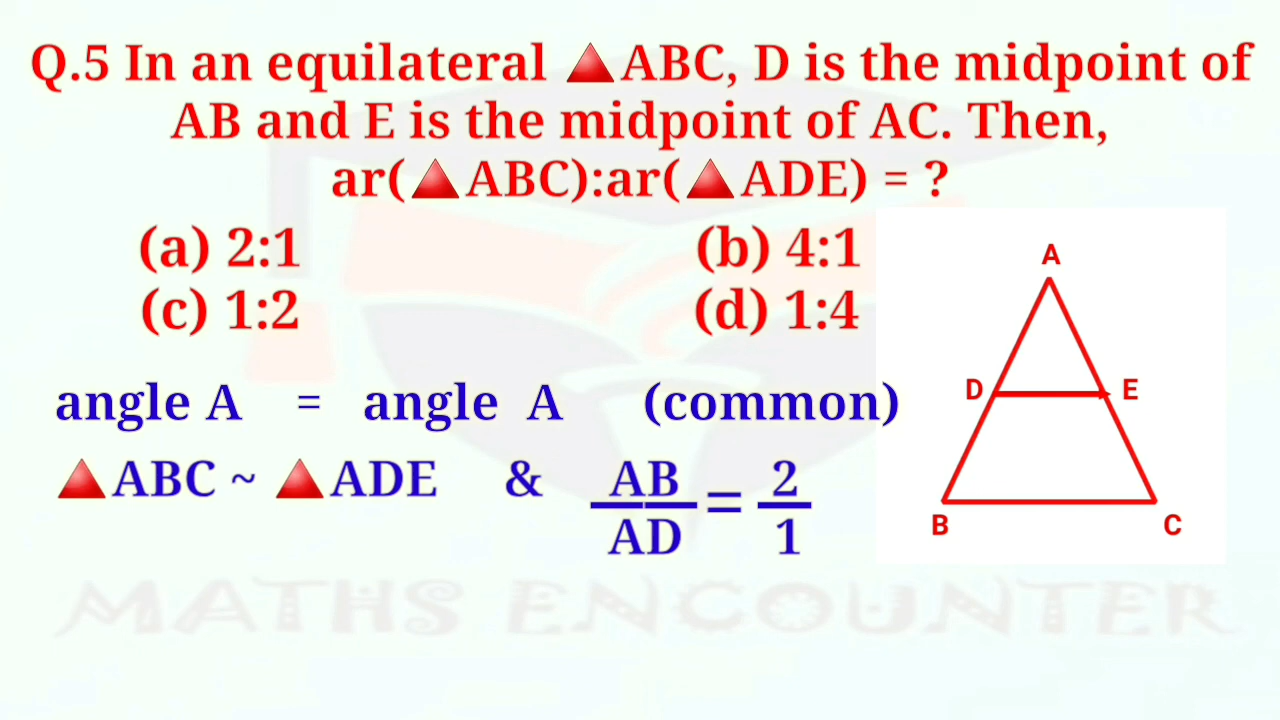 Q.5 In an equilateral 🔺ABC, D is the midpoint of
AB and E is the midpoint of AC. Then,
ar(🔺ABC):ar(🔺ADE) = ?
(a) 2:1 (b) 4:1
(c) 1:2 (d) 1:4
A
D E
B C
angle A = angle A (common)
🔺ABC ~ 🔺ADE & AB/AD = 2/1
MATHS ENCOUNTER